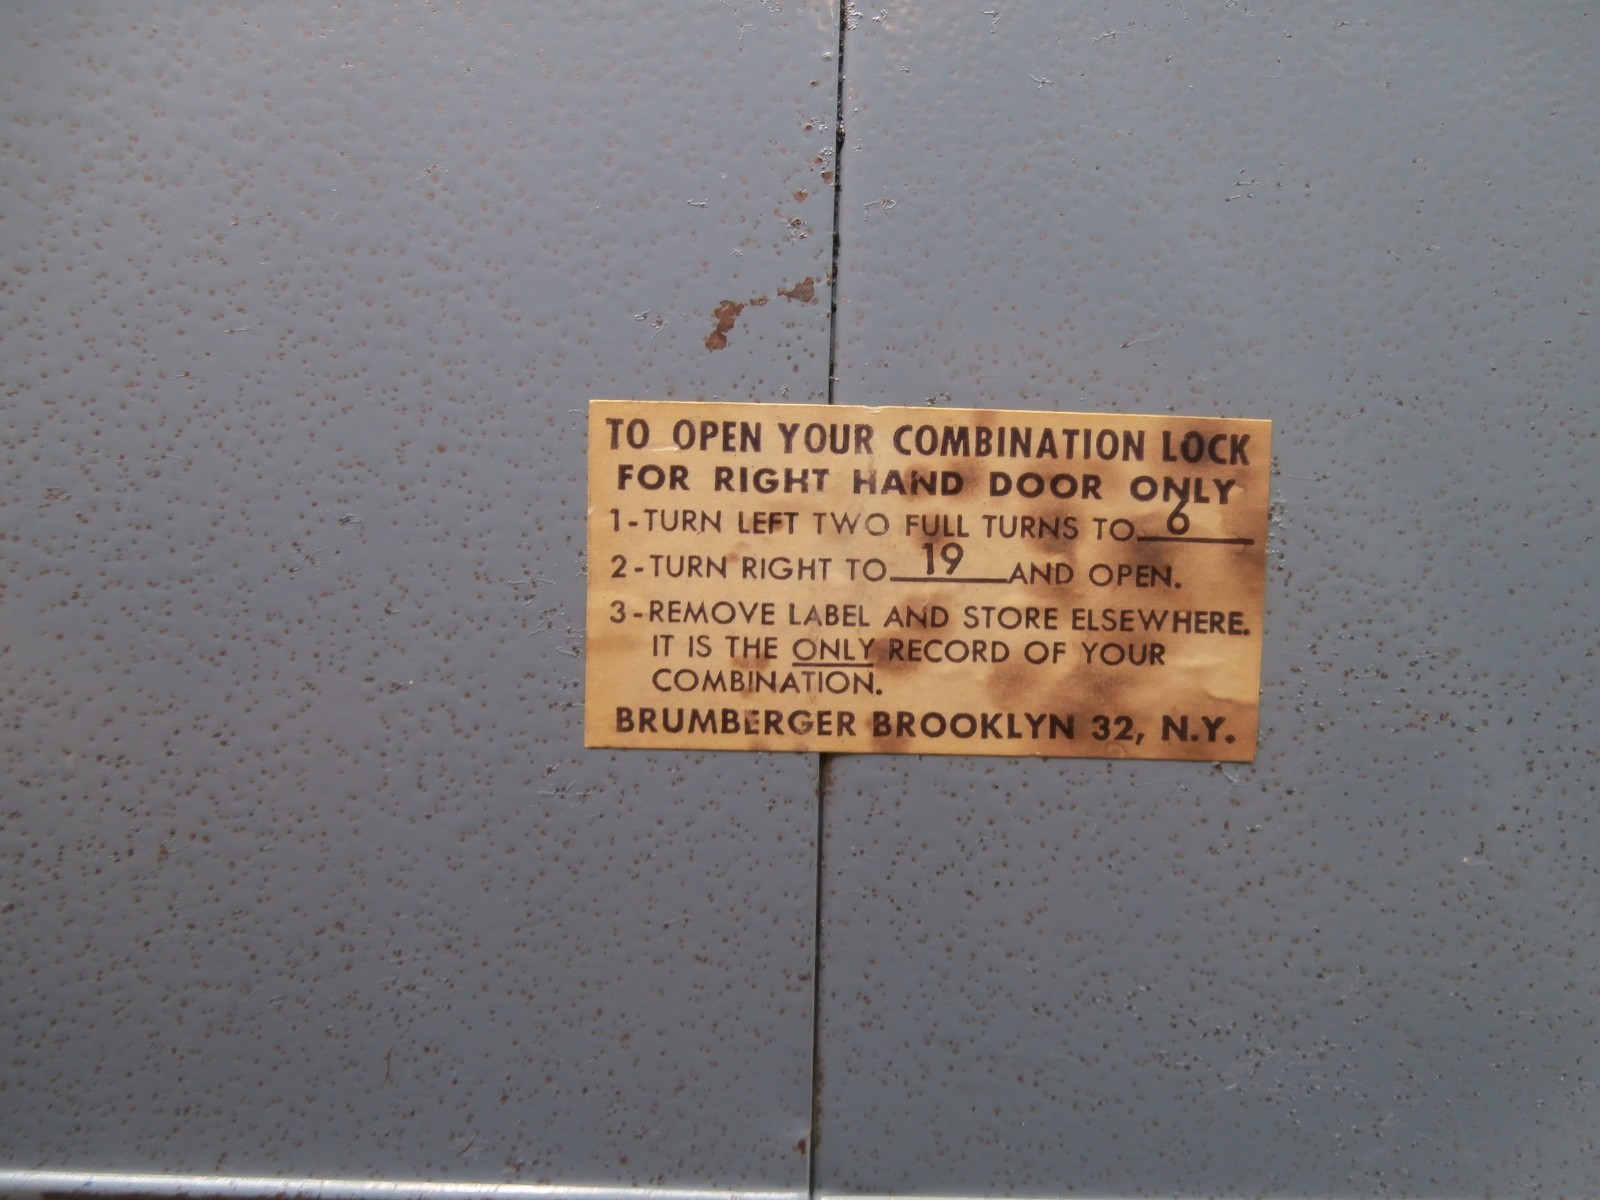 TO OPEN YOUR COMBINATION LOCK
FOR RIGHT HAND DOOR ONLY
1-TURN LEFT TWO FULL TURNS TO 6
2-TURN RIGHT TO 19 AND OPEN.
3-REMOVE LABEL AND STORE ELSEWHERE.
IT IS THE ONLY RECORD OF YOUR
COMBINATION.
BRUMBERGER BROOKLYN 32, N.Y.